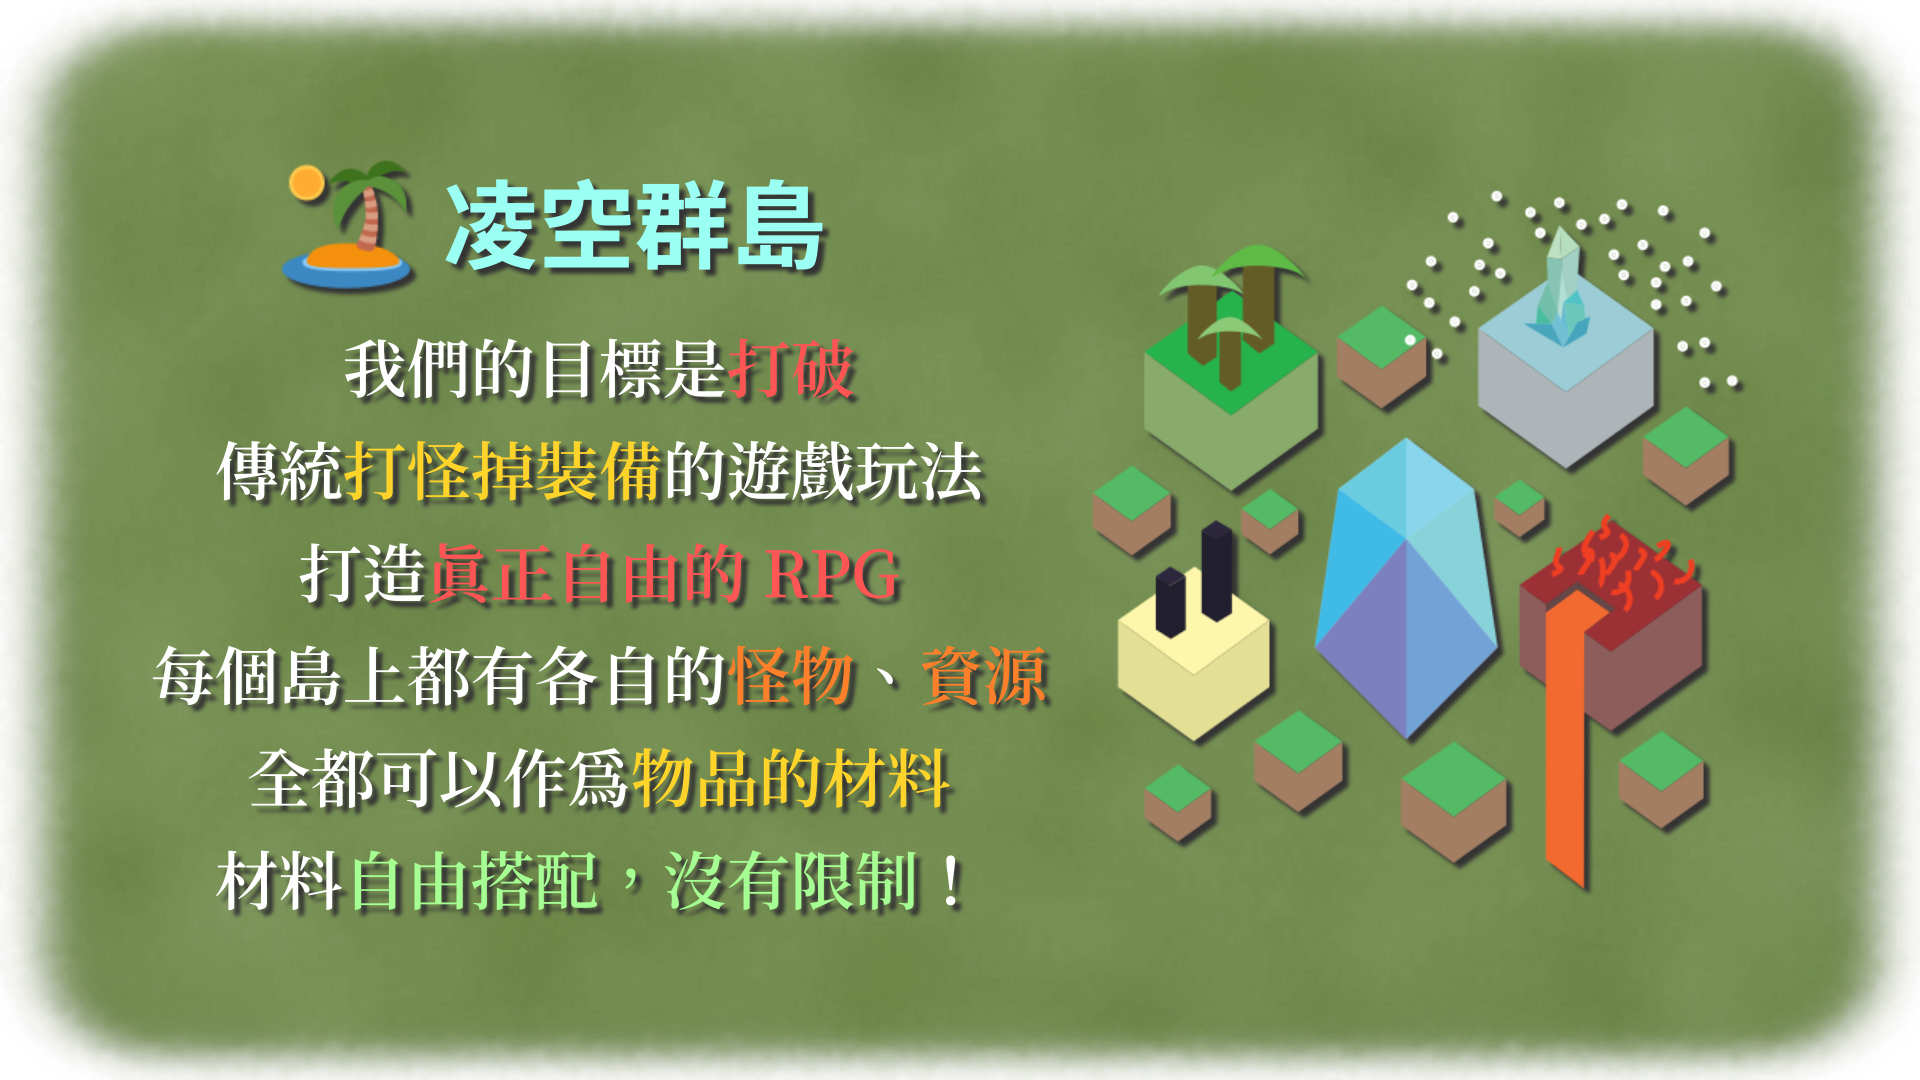 凌空群島
我們的目標是打破
傳統打怪掉裝備的遊戲玩法
打造眞正自由的 RPG
每個島上都有各自的怪物、資源
全都可以作爲物品的材料
材料自由搭配，沒有限制！